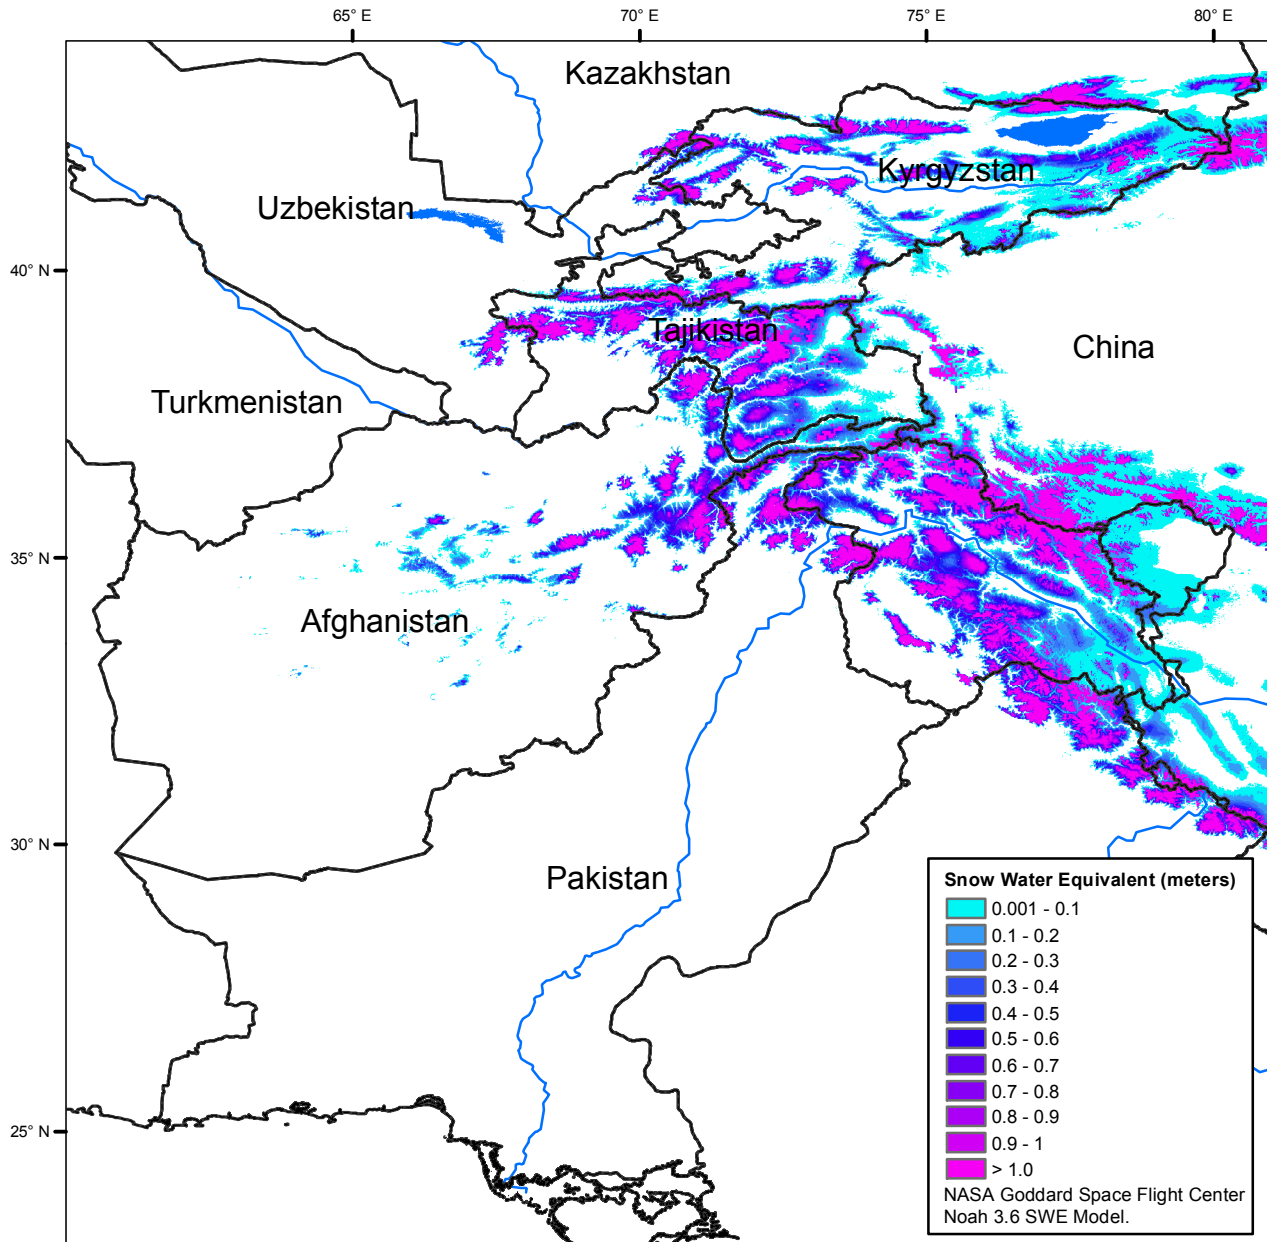 65° E
70° E
75° E
80° E
Kazakhstan
Kyrgyzstan
Uzbekistan
40° N
Tajikistan
China
Turkmenistan
35° N
Afghanistan
30° N
Pakistan
25° N
Snow Water Equivalent (meters)
0.001 - 0.1
0.1 - 0.2
0.2 - 0.3
0.3 - 0.4
0.4 - 0.5
0.5 - 0.6
0.6 - 0.7
0.7 - 0.8
0.8 - 0.9
0.9 - 1
> 1.0
NASA Goddard Space Flight Center
Noah 3.6 SWE Model.